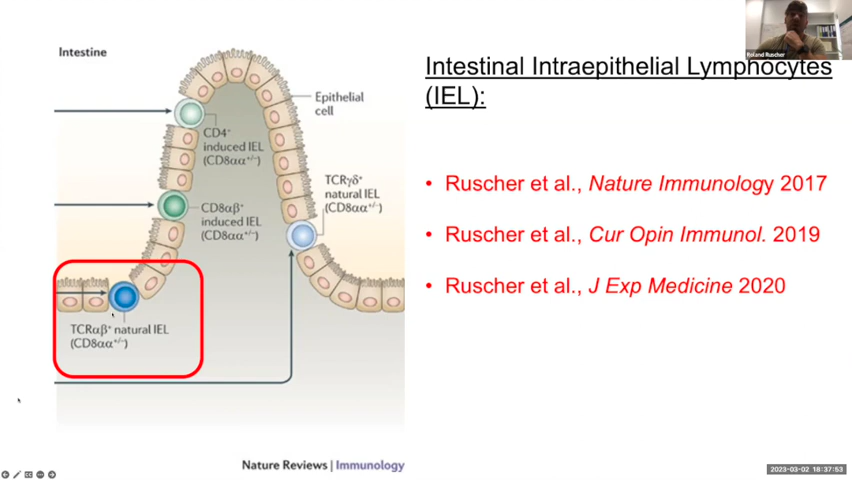 Roland Ruscher
Intestine
Intestinal Intraepithelial Lymphocytes
(IEL):
Epithelial
cell
CD4⁺
induced IEL
(CD8αα⁺/⁻)
TCRγδ⁺
natural IEL
(CD8αα⁺/⁻)
CD8αβ⁺
induced IEL
(CD8αα⁺/⁻)
TCRαβ⁺ natural IEL
(CD8αα⁺/⁻)
• Ruscher et al., Nature Immunology 2017
• Ruscher et al., Cur Opin Immunol. 2019
• Ruscher et al., J Exp Medicine 2020
Nature Reviews | Immunology
2023-03-02 18:37:53